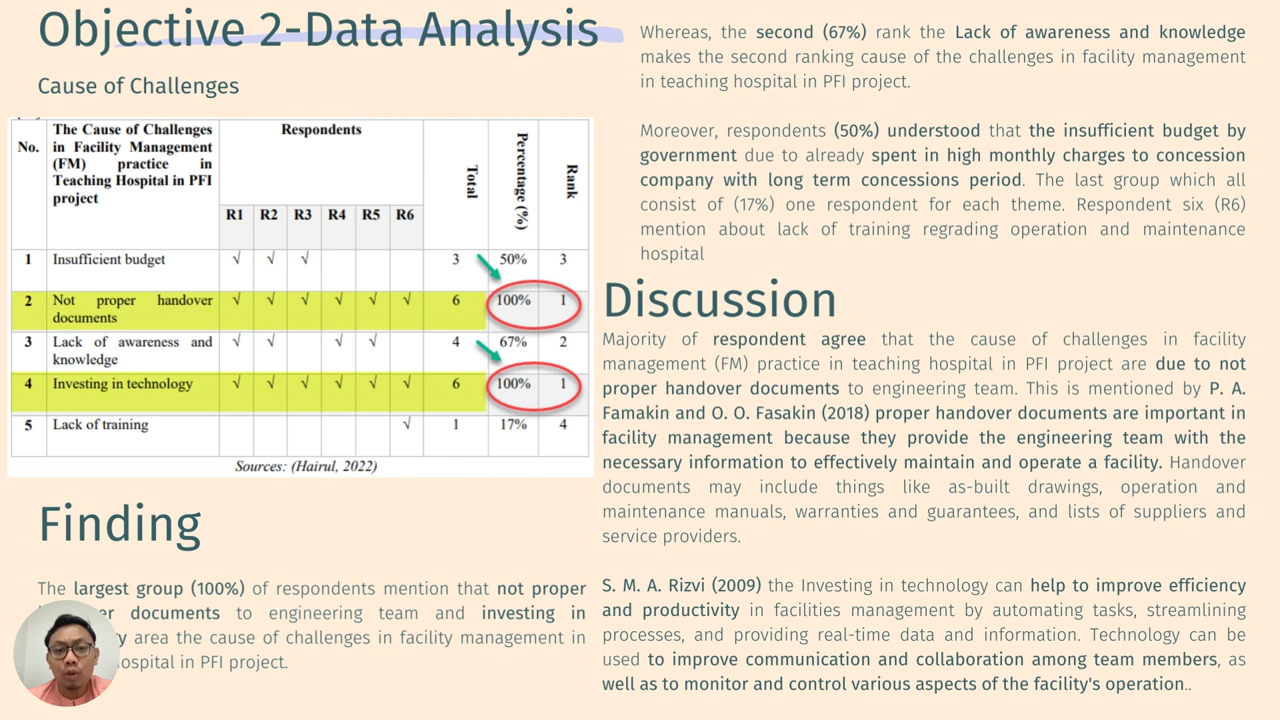 Objective 2-Data Analysis
Cause of Challenges
No. The Cause of Challenges in Facility Management (FM) practice in Teaching Hospital in PFI project Respondents Total Percentage (%) Rank
R1 R2 R3 R4 R5 R6
1 Insufficient budget √ √ √ 3 50% 3
2 Not proper handover documents √ √ √ √ √ √ 6 100% 1
3 Lack of awareness and knowledge √ √ √ √ 4 67% 2
4 Investing in technology √ √ √ √ √ √ 6 100% 1
5 Lack of training √ 1 17% 4
Sources: (Hairul, 2022)
Finding
The largest group (100%) of respondents mention that not proper
er documents to engineering team and investing in
area the cause of challenges in facility management in
ospital in PFI project.
Whereas, the second (67%) rank the Lack of awareness and knowledge
makes the second ranking cause of the challenges in facility management
in teaching hospital in PFI project.
Moreover, respondents (50%) understood that the insufficient budget by
government due to already spent in high monthly charges to concession
company with long term concessions period. The last group which all
consist of (17%) one respondent for each theme. Respondent six (R6)
mention about lack of training regrading operation and maintenance
hospital
Discussion
Majority of respondent agree that the cause of challenges in facility
management (FM) practice in teaching hospital in PFI project are due to not
proper handover documents to engineering team. This is mentioned by P. A.
Famakin and O. O. Fasakin (2018) proper handover documents are important in
facility management because they provide the engineering team with the
necessary information to effectively maintain and operate a facility. Handover
documents may include things like as-built drawings, operation and
maintenance manuals, warranties and guarantees, and lists of suppliers and
service providers.
S. M. A. Rizvi (2009) the Investing in technology can help to improve efficiency
and productivity in facilities management by automating tasks, streamlining
processes, and providing real-time data and information. Technology can be
used to improve communication and collaboration among team members, as
well as to monitor and control various aspects of the facility's operation..